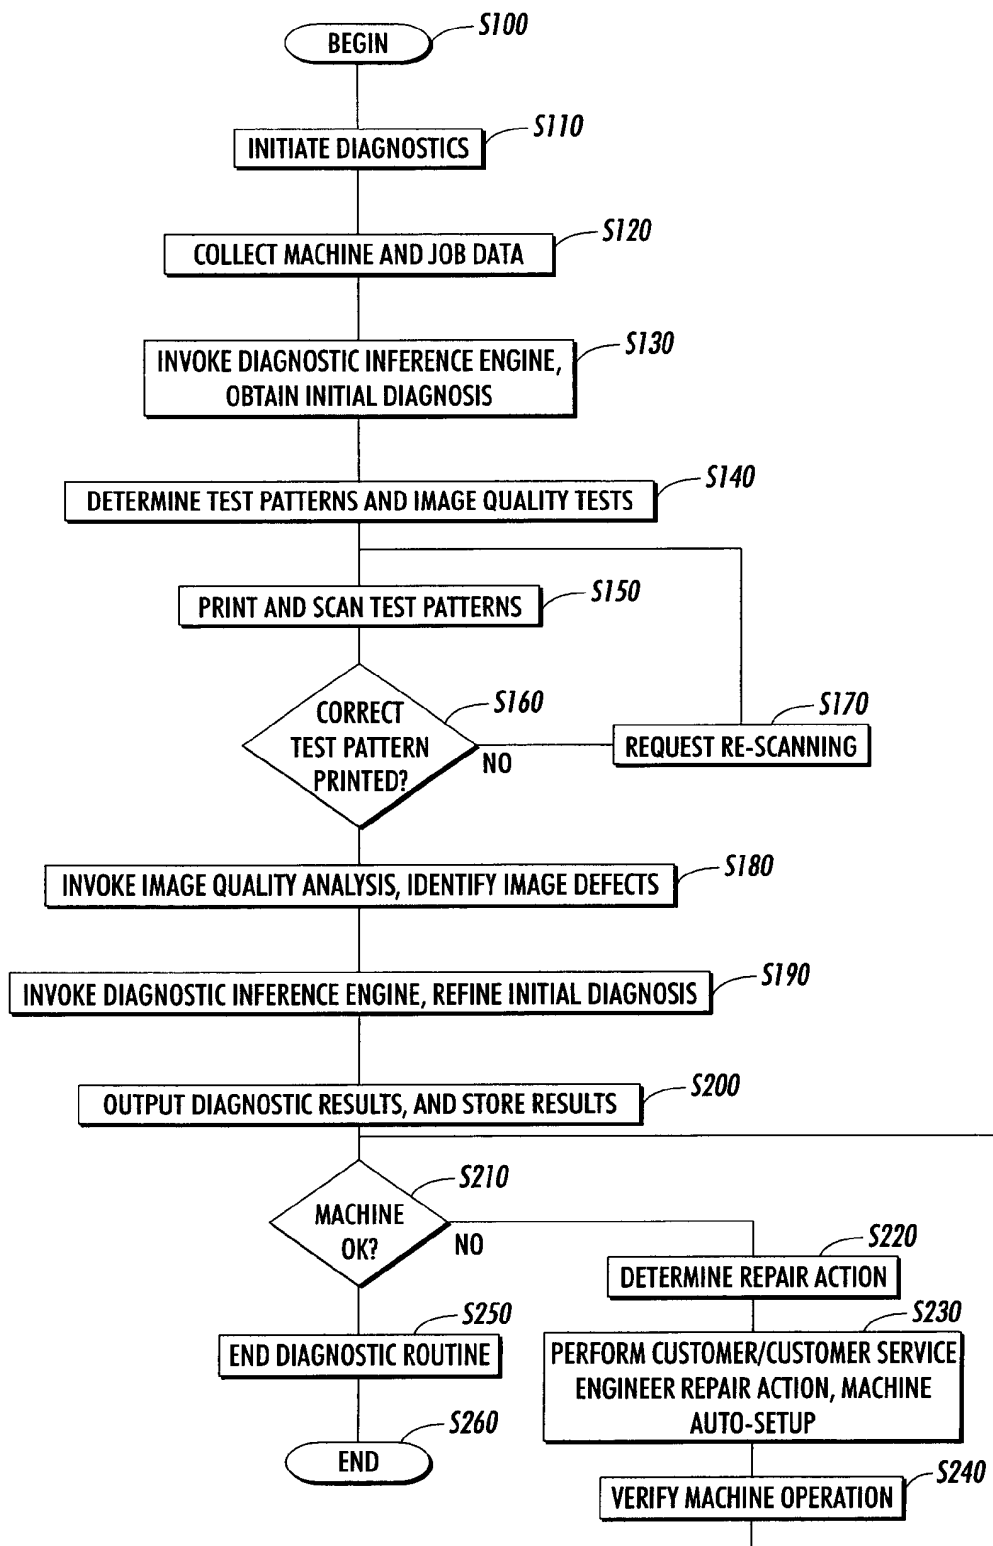 S100
BEGIN
S110
INITIATE DIAGNOSTICS
S120
COLLECT MACHINE AND JOB DATA
S130
INVOKE DIAGNOSTIC INFERENCE ENGINE,
OBTAIN INITIAL DIAGNOSIS
S140
DETERMINE TEST PATTERNS AND IMAGE QUALITY TESTS
S150
PRINT AND SCAN TEST PATTERNS
S160
CORRECT
TEST PATTERN
PRINTED?
NO
S170
REQUEST RE-SCANNING
S180
INVOKE IMAGE QUALITY ANALYSIS, IDENTIFY IMAGE DEFECTS
S190
INVOKE DIAGNOSTIC INFERENCE ENGINE, REFINE INITIAL DIAGNOSIS
S200
OUTPUT DIAGNOSTIC RESULTS, AND STORE RESULTS
S210
MACHINE
OK?
NO
S220
DETERMINE REPAIR ACTION
S230
PERFORM CUSTOMER/CUSTOMER SERVICE
ENGINEER REPAIR ACTION, MACHINE
AUTO-SETUP
S240
VERIFY MACHINE OPERATION
S250
END DIAGNOSTIC ROUTINE
S260
END